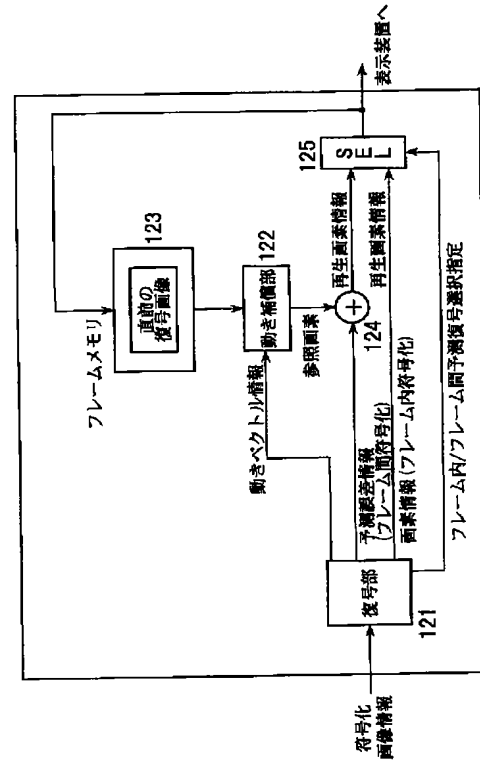 符号化
画像情報
復号部
121
動きベクトル情報
予測誤差情報
(フレーム間符号化)
画素情報(フレーム内符号化)
フレーム内/フレーム間予測復号選択指定
フレームメモリ
直前の
復号画像
123
動き補償部
122
参照画素
124
再生画素情報
再生画素情報
125
SEL
表示装置へ